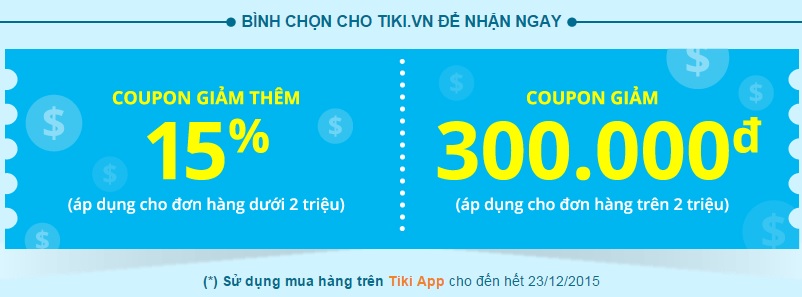 BÌNH CHỌN CHO TIKI.VN ĐỂ NHẬN NGAY
COUPON GIẢM THÊM
15%
(áp dụng cho đơn hàng dưới 2 triệu)
COUPON GIẢM
300.000đ
(áp dụng cho đơn hàng trên 2 triệu)
(*) Sử dụng mua hàng trên Tiki App cho đến hết 23/12/2015